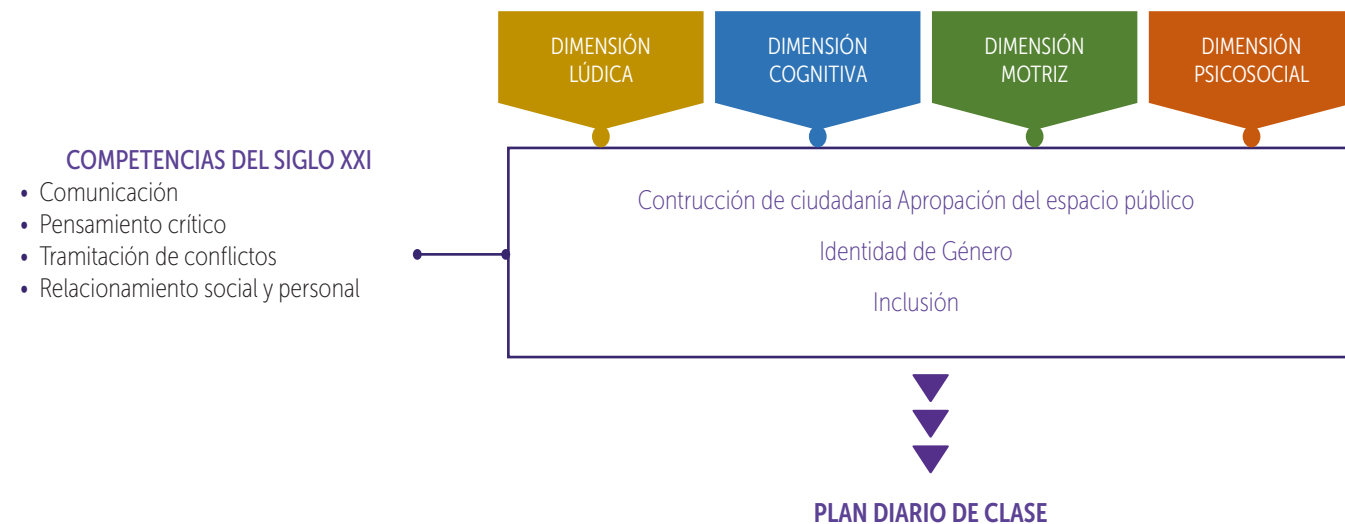 DIMENSIÓN
LÚDICA
DIMENSIÓN
COGNITIVA
DIMENSIÓN
MOTRIZ
DIMENSIÓN
PSICOSOCIAL
COMPETENCIAS DEL SIGLO XXI
• Comunicación
• Pensamiento crítico
• Tramitación de conflictos
• Relacionamiento social y personal
Contrucción de ciudadanía Apropación del espacio público
Identidad de Género
Inclusión
PLAN DIARIO DE CLASE